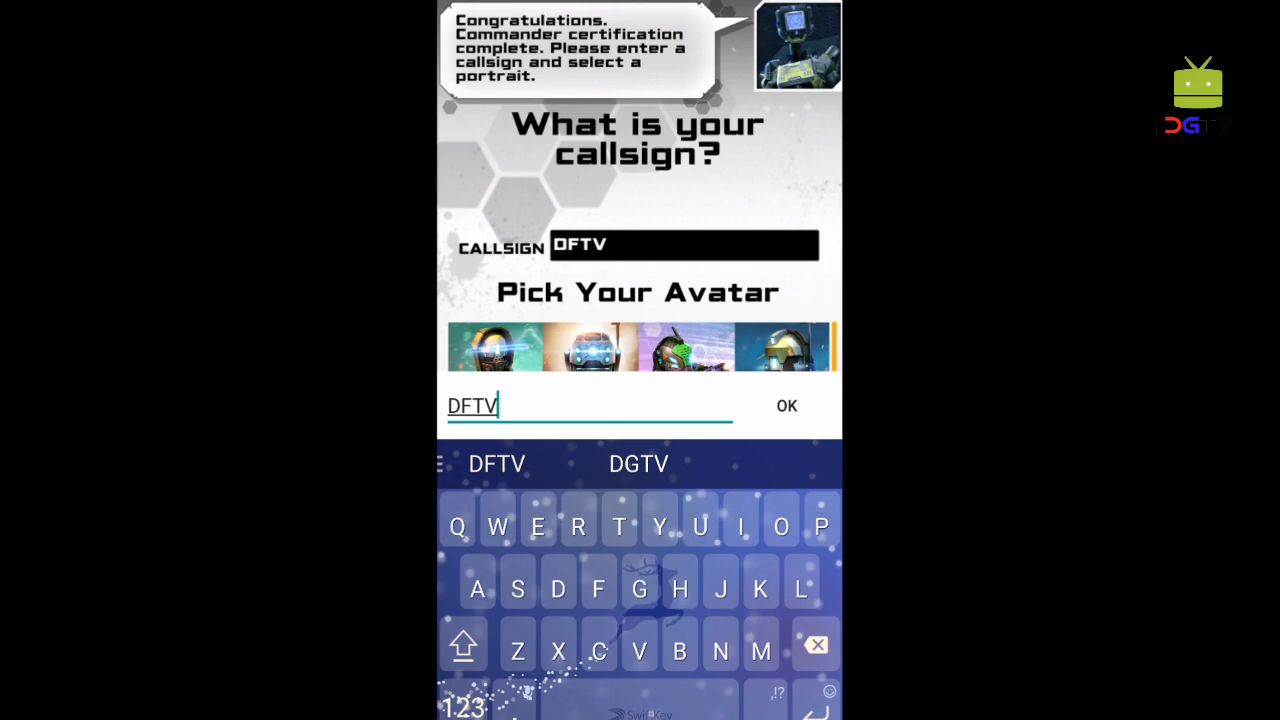 Congratulations.
Commander certification
complete. Please enter a
callsign and select a
portrait.
DGTV
What is your
callsign?
CALLSIGN DFTV
Pick Your Avatar
DFTV
OK
DFTV DGTV
Q W E R T Y U I O P
A S D F G H J K L
Z X C V B N M
,!?
123
SwiftKey